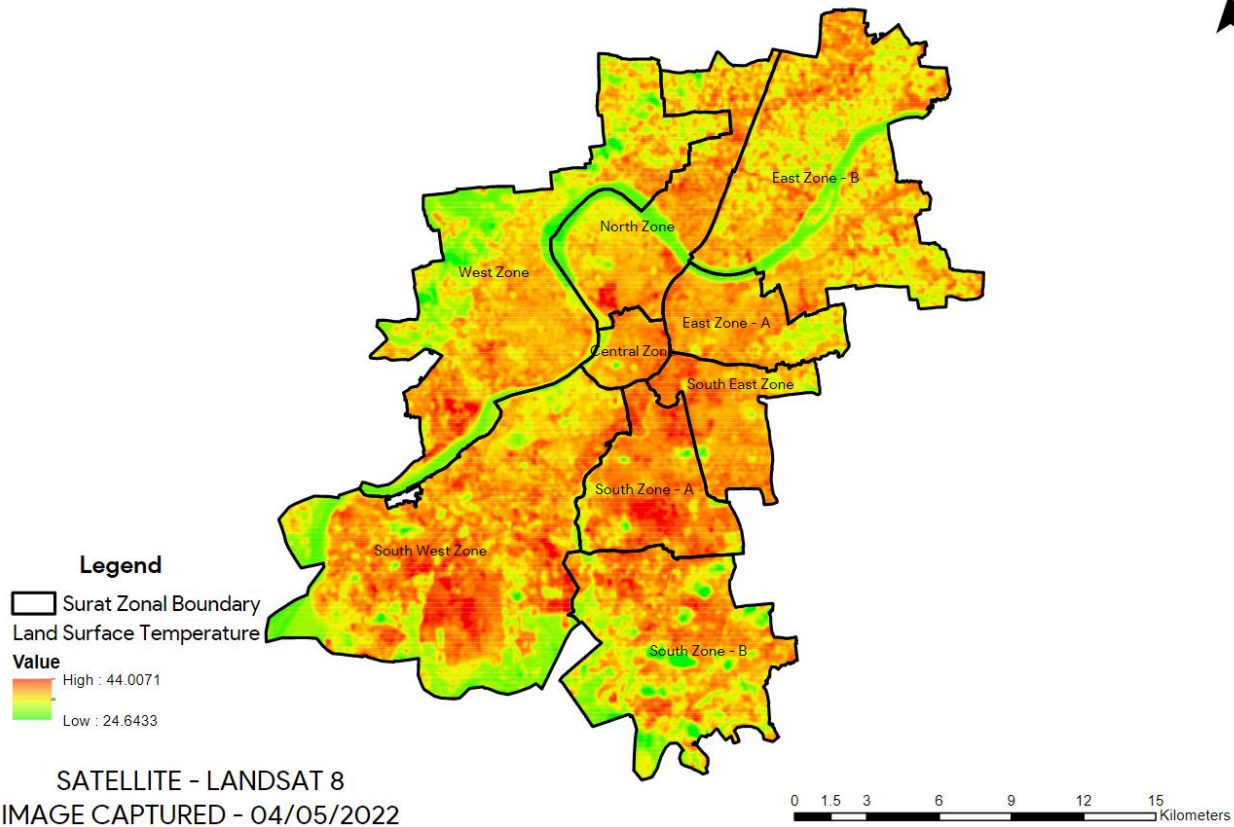 East Zone - B
North Zone
West Zone
East Zone - A
Central Zone
South East Zone
South Zone - A
South West Zone
South Zone - B
Legend
Surat Zonal Boundary
Land Surface Temperature
Value
High : 44.0071
Low : 24.6433
SATELLITE - LANDSAT 8
IMAGE CAPTURED - 04/05/2022
0 1.5 3 6 9 12 15
Kilometers